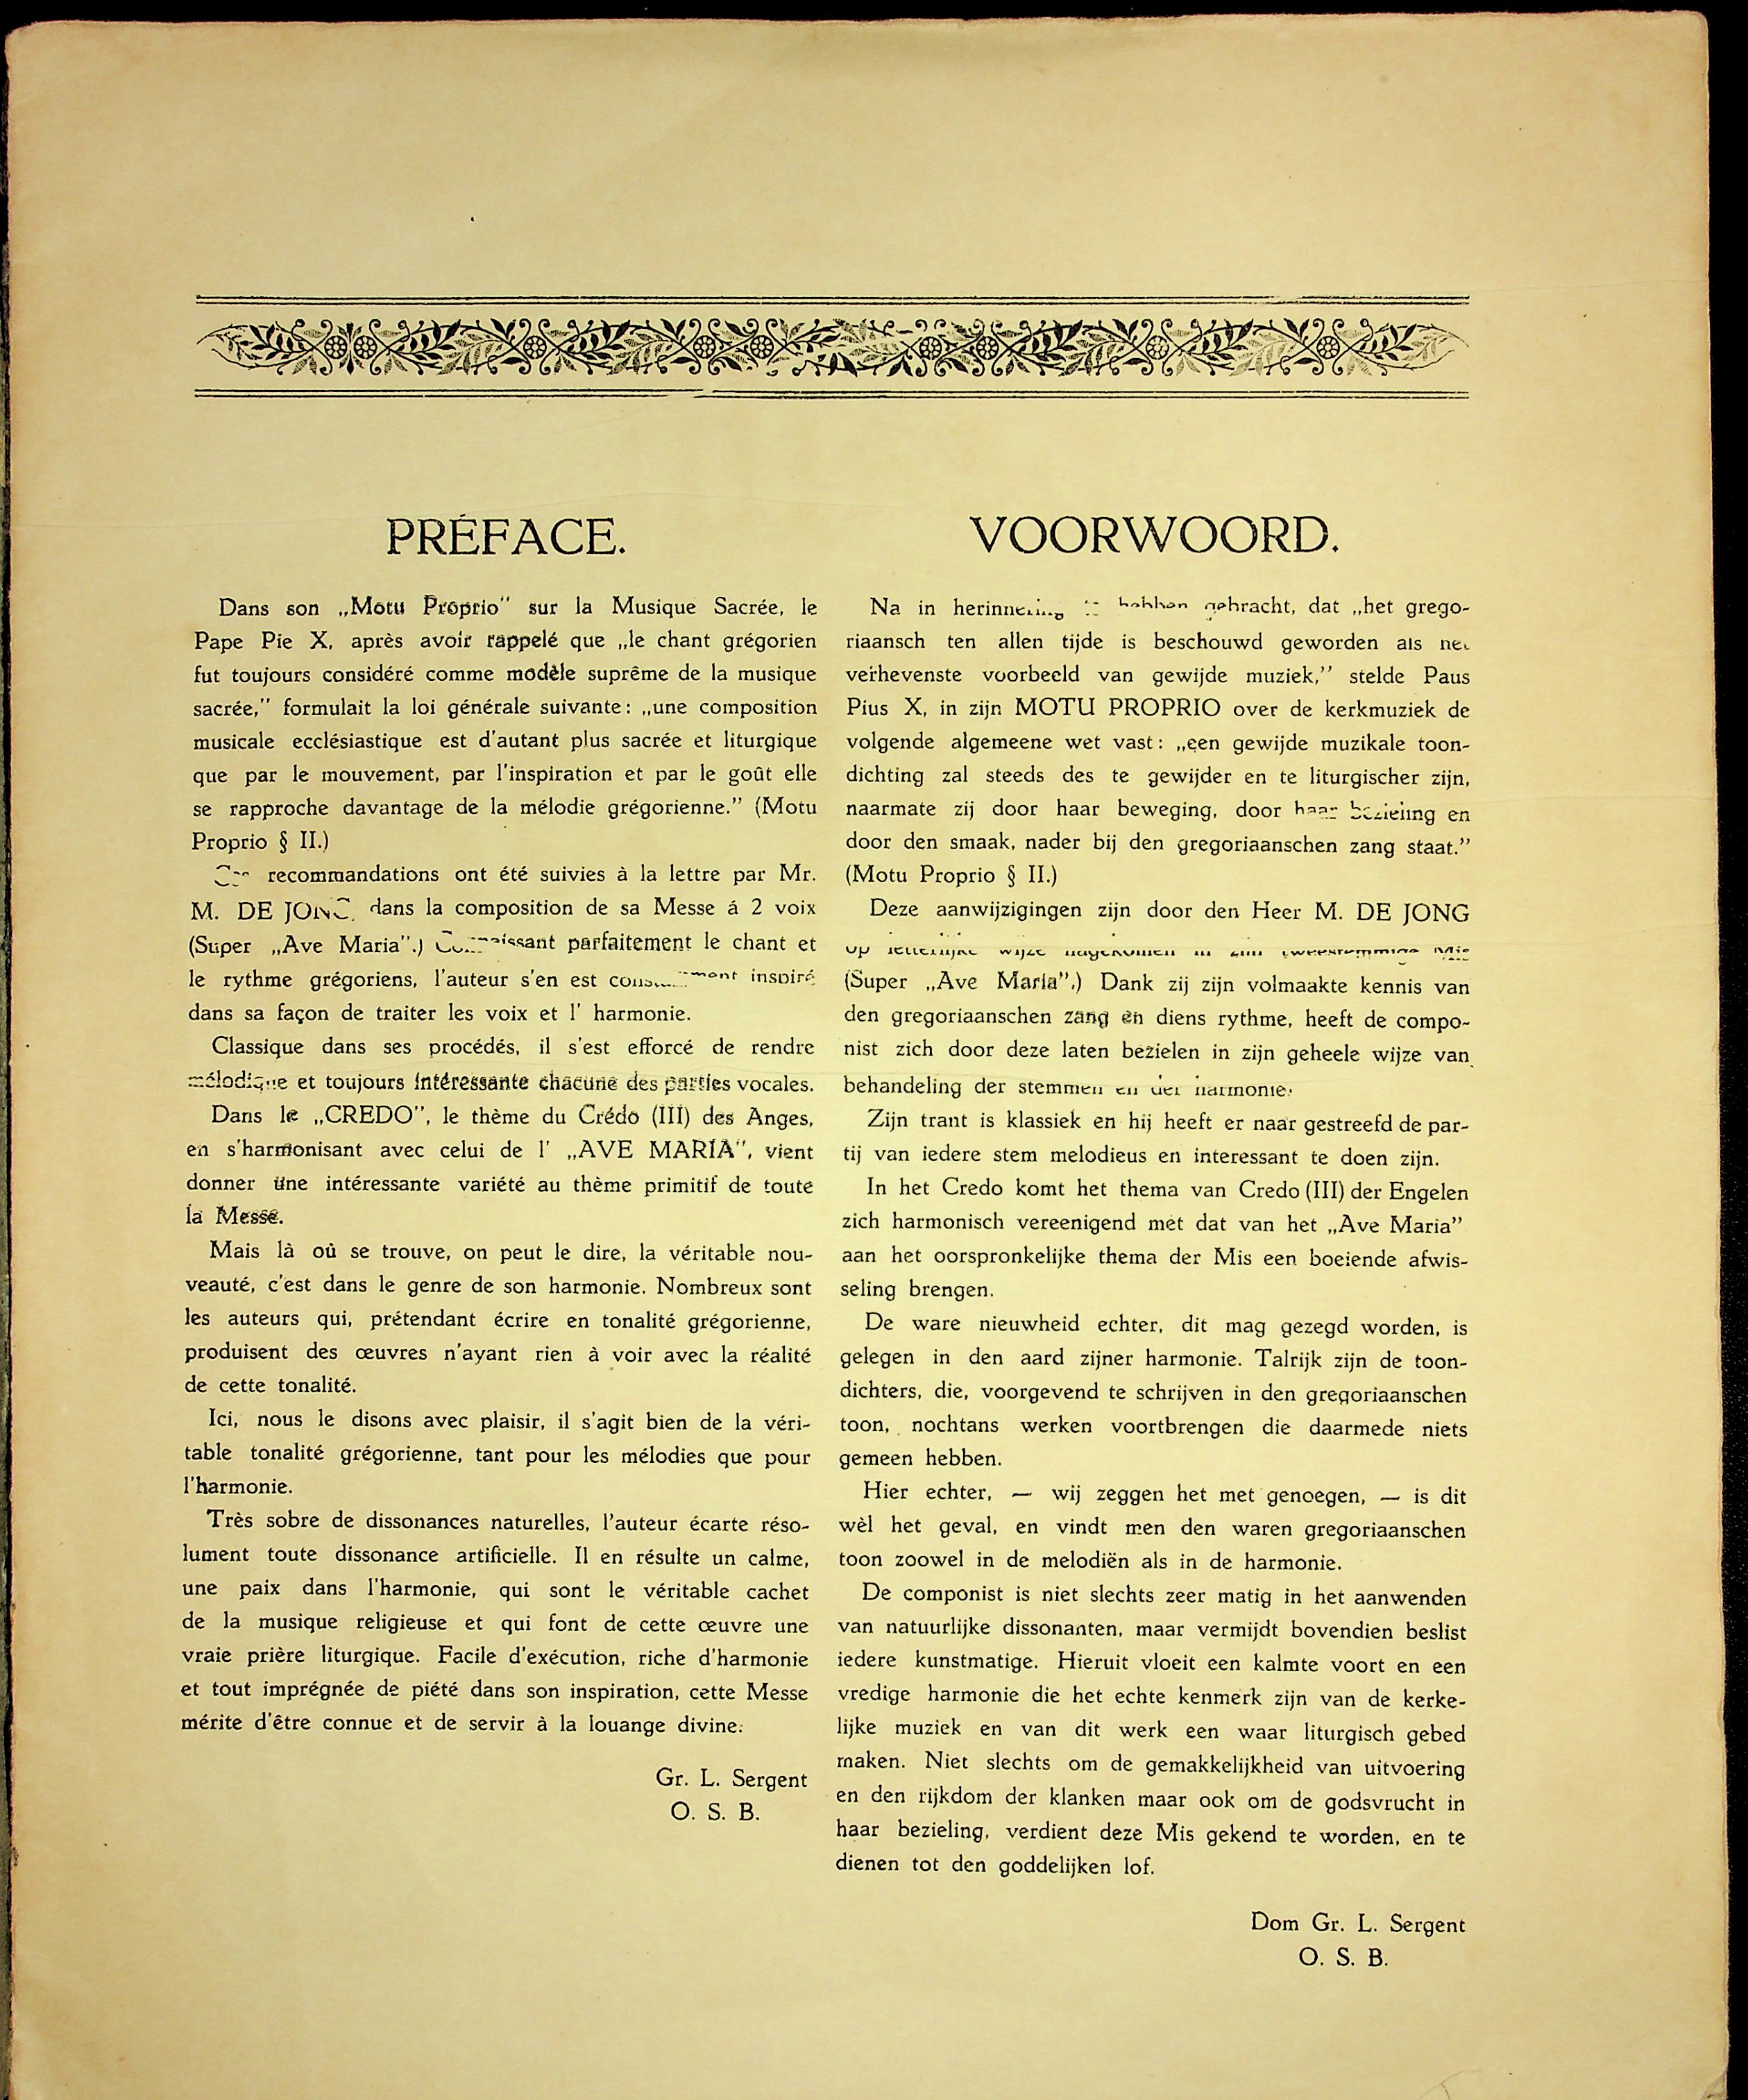 PRÉFACE.
Dans son „Motu Proprio" sur la Musique Sacrée, le
Pape Pie X, après avoir rappelé que „le chant grégorien
fut toujours considéré comme modèle suprême de la musique
sacrée," formulait la loi générale suivante: „une composition
musicale ecclésiastique est d'autant plus sacrée et liturgique
que par le mouvement, par l'inspiration et par le goût elle
se rapproche davantage de la mélodie grégorienne." (Motu
Proprio § II.)
recommandations ont été suivies à la lettre par Mr.
M. DE JONG, dans la composition de sa Messe á 2 voix
(Super „Ave Maria".) Connaissant parfaitement le chant et
le rythme grégoriens, l'auteur s'en est constamment inspiré
dans sa façon de traiter les voix et l' harmonie.
Classique dans ses procédés, il s'est efforcé de rendre
mélodique et toujours intéressante chacune des parties vocales.
Dans le „CREDO", le thème du Crédo (III) des Anges,
en s'harmonisant avec celui de l' „AVE MARIA", vient
donner une intéressante variété au thème primitif de toute
la Messe.
Mais là où se trouve, on peut le dire, la véritable nou-
veauté, c'est dans le genre de son harmonie. Nombreux sont
les auteurs qui, prétendant écrire en tonalité grégorienne,
produisent des œuvres n'ayant rien à voir avec la réalité
de cette tonalité.
Ici, nous le disons avec plaisir, il s'agit bien de la véri-
table tonalité grégorienne, tant pour les mélodies que pour
l'harmonie.
Très sobre de dissonances naturelles, l'auteur écarte réso-
lument toute dissonance artificielle. Il en résulte un calme,
une paix dans l'harmonie, qui sont le véritable cachet
de la musique religieuse et qui font de cette œuvre une
vraie prière liturgique. Facile d'exécution, riche d'harmonie
et tout imprégnée de piété dans son inspiration, cette Messe
mérite d'être connue et de servir à la louange divine.
Gr. L. Sergent
O. S. B.
VOORWOORD.
Na in herinnering te hebben gebracht, dat „het grego-
riaansch ten allen tijde is beschouwd geworden als het
verhevenste voorbeeld van gewijde muziek," stelde Paus
Pius X, in zijn MOTU PROPRIO over de kerkmuziek de
volgende algemeene wet vast: „een gewijde muzikale toon-
dichting zal steeds des te gewijder en te liturgischer zijn,
naarmate zij door haar beweging, door haar bezieling en
door den smaak, nader bij den gregoriaanschen zang staat."
(Motu Proprio § II.)
Deze aanwijzigingen zijn door den Heer M. DE JONG
op letterlijke wijze nagekomen in zijn tweestemmige Mis
(Super „Ave Maria".) Dank zij zijn volmaakte kennis van
den gregoriaanschen zang en diens rythme, heeft de compo-
nist zich door deze laten bezielen in zijn geheele wijze van
behandeling der stemmen en der harmonie.
Zijn trant is klassiek en hij heeft er naar gestreefd de par-
tij van iedere stem melodieus en interessant te doen zijn.
In het Credo komt het thema van Credo (III) der Engelen
zich harmonisch vereenigend met dat van het „Ave Maria"
aan het oorspronkelijke thema der Mis een boeiende afwis-
seling brengen.
De ware nieuwheid echter, dit mag gezegd worden, is
gelegen in den aard zijner harmonie. Talrijk zijn de toon-
dichters, die, voorgevend te schrijven in den gregoriaanschen
toon, nochtans werken voortbrengen die daarmede niets
gemeen hebben.
Hier echter, — wij zeggen het met genoegen, — is dit
wèl het geval, en vindt men den waren gregoriaanschen
toon zoowel in de melodiën als in de harmonie.
De componist is niet slechts zeer matig in het aanwenden
van natuurlijke dissonanten, maar vermijdt bovendien beslist
iedere kunstmatige. Hieruit vloeit een kalmte voort en een
vredige harmonie die het echte kenmerk zijn van de kerke-
lijke muziek en van dit werk een waar liturgisch gebed
maken. Niet slechts om de gemakkelijkheid van uitvoering
en den rijkdom der klanken maar ook om de godsvrucht in
haar bezieling, verdient deze Mis gekend te worden, en te
dienen tot den goddelijken lof.
Dom Gr. L. Sergent
O. S. B.